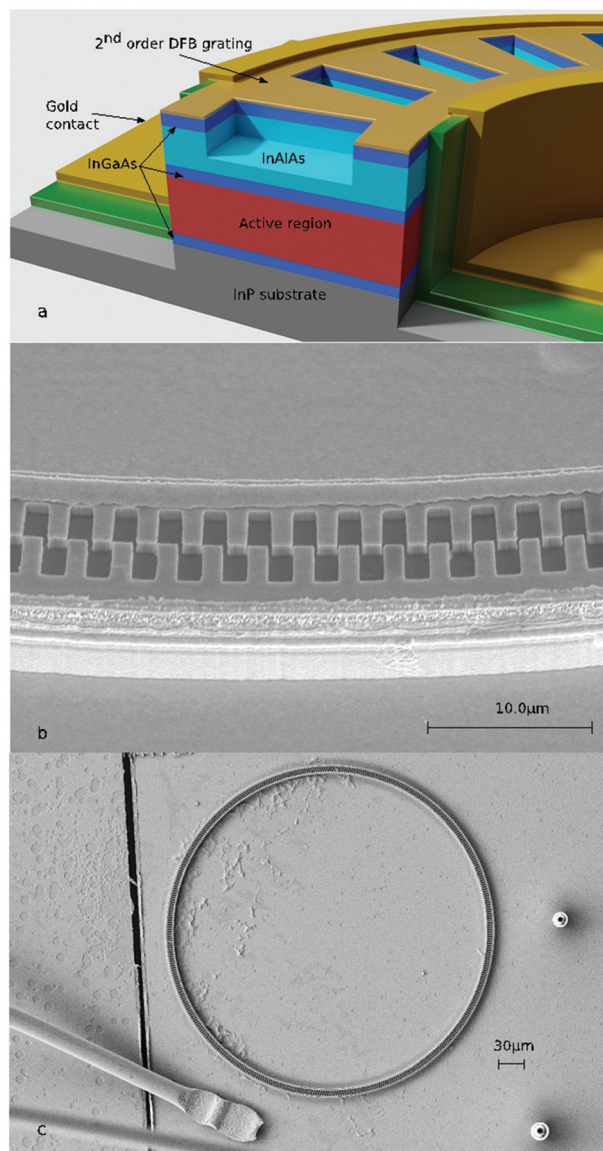 2nd order DFB grating
Gold
contact
InGaAs
InAlAs
Active region
InP substrate
a
10.0μm
b
30μm
c